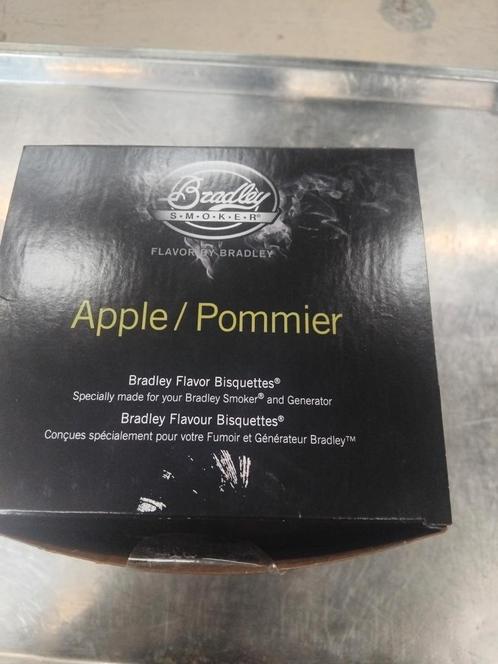 Bradley
S•M•O•K•E•R®
FLAVOR BY BRADLEY
Apple / Pommier
Bradley Flavor Bisquettes®
Specially made for your Bradley Smoker® and Generator
Bradley Flavour Bisquettes®
Conçues spécialement pour votre Fumoir et Générateur Bradley™